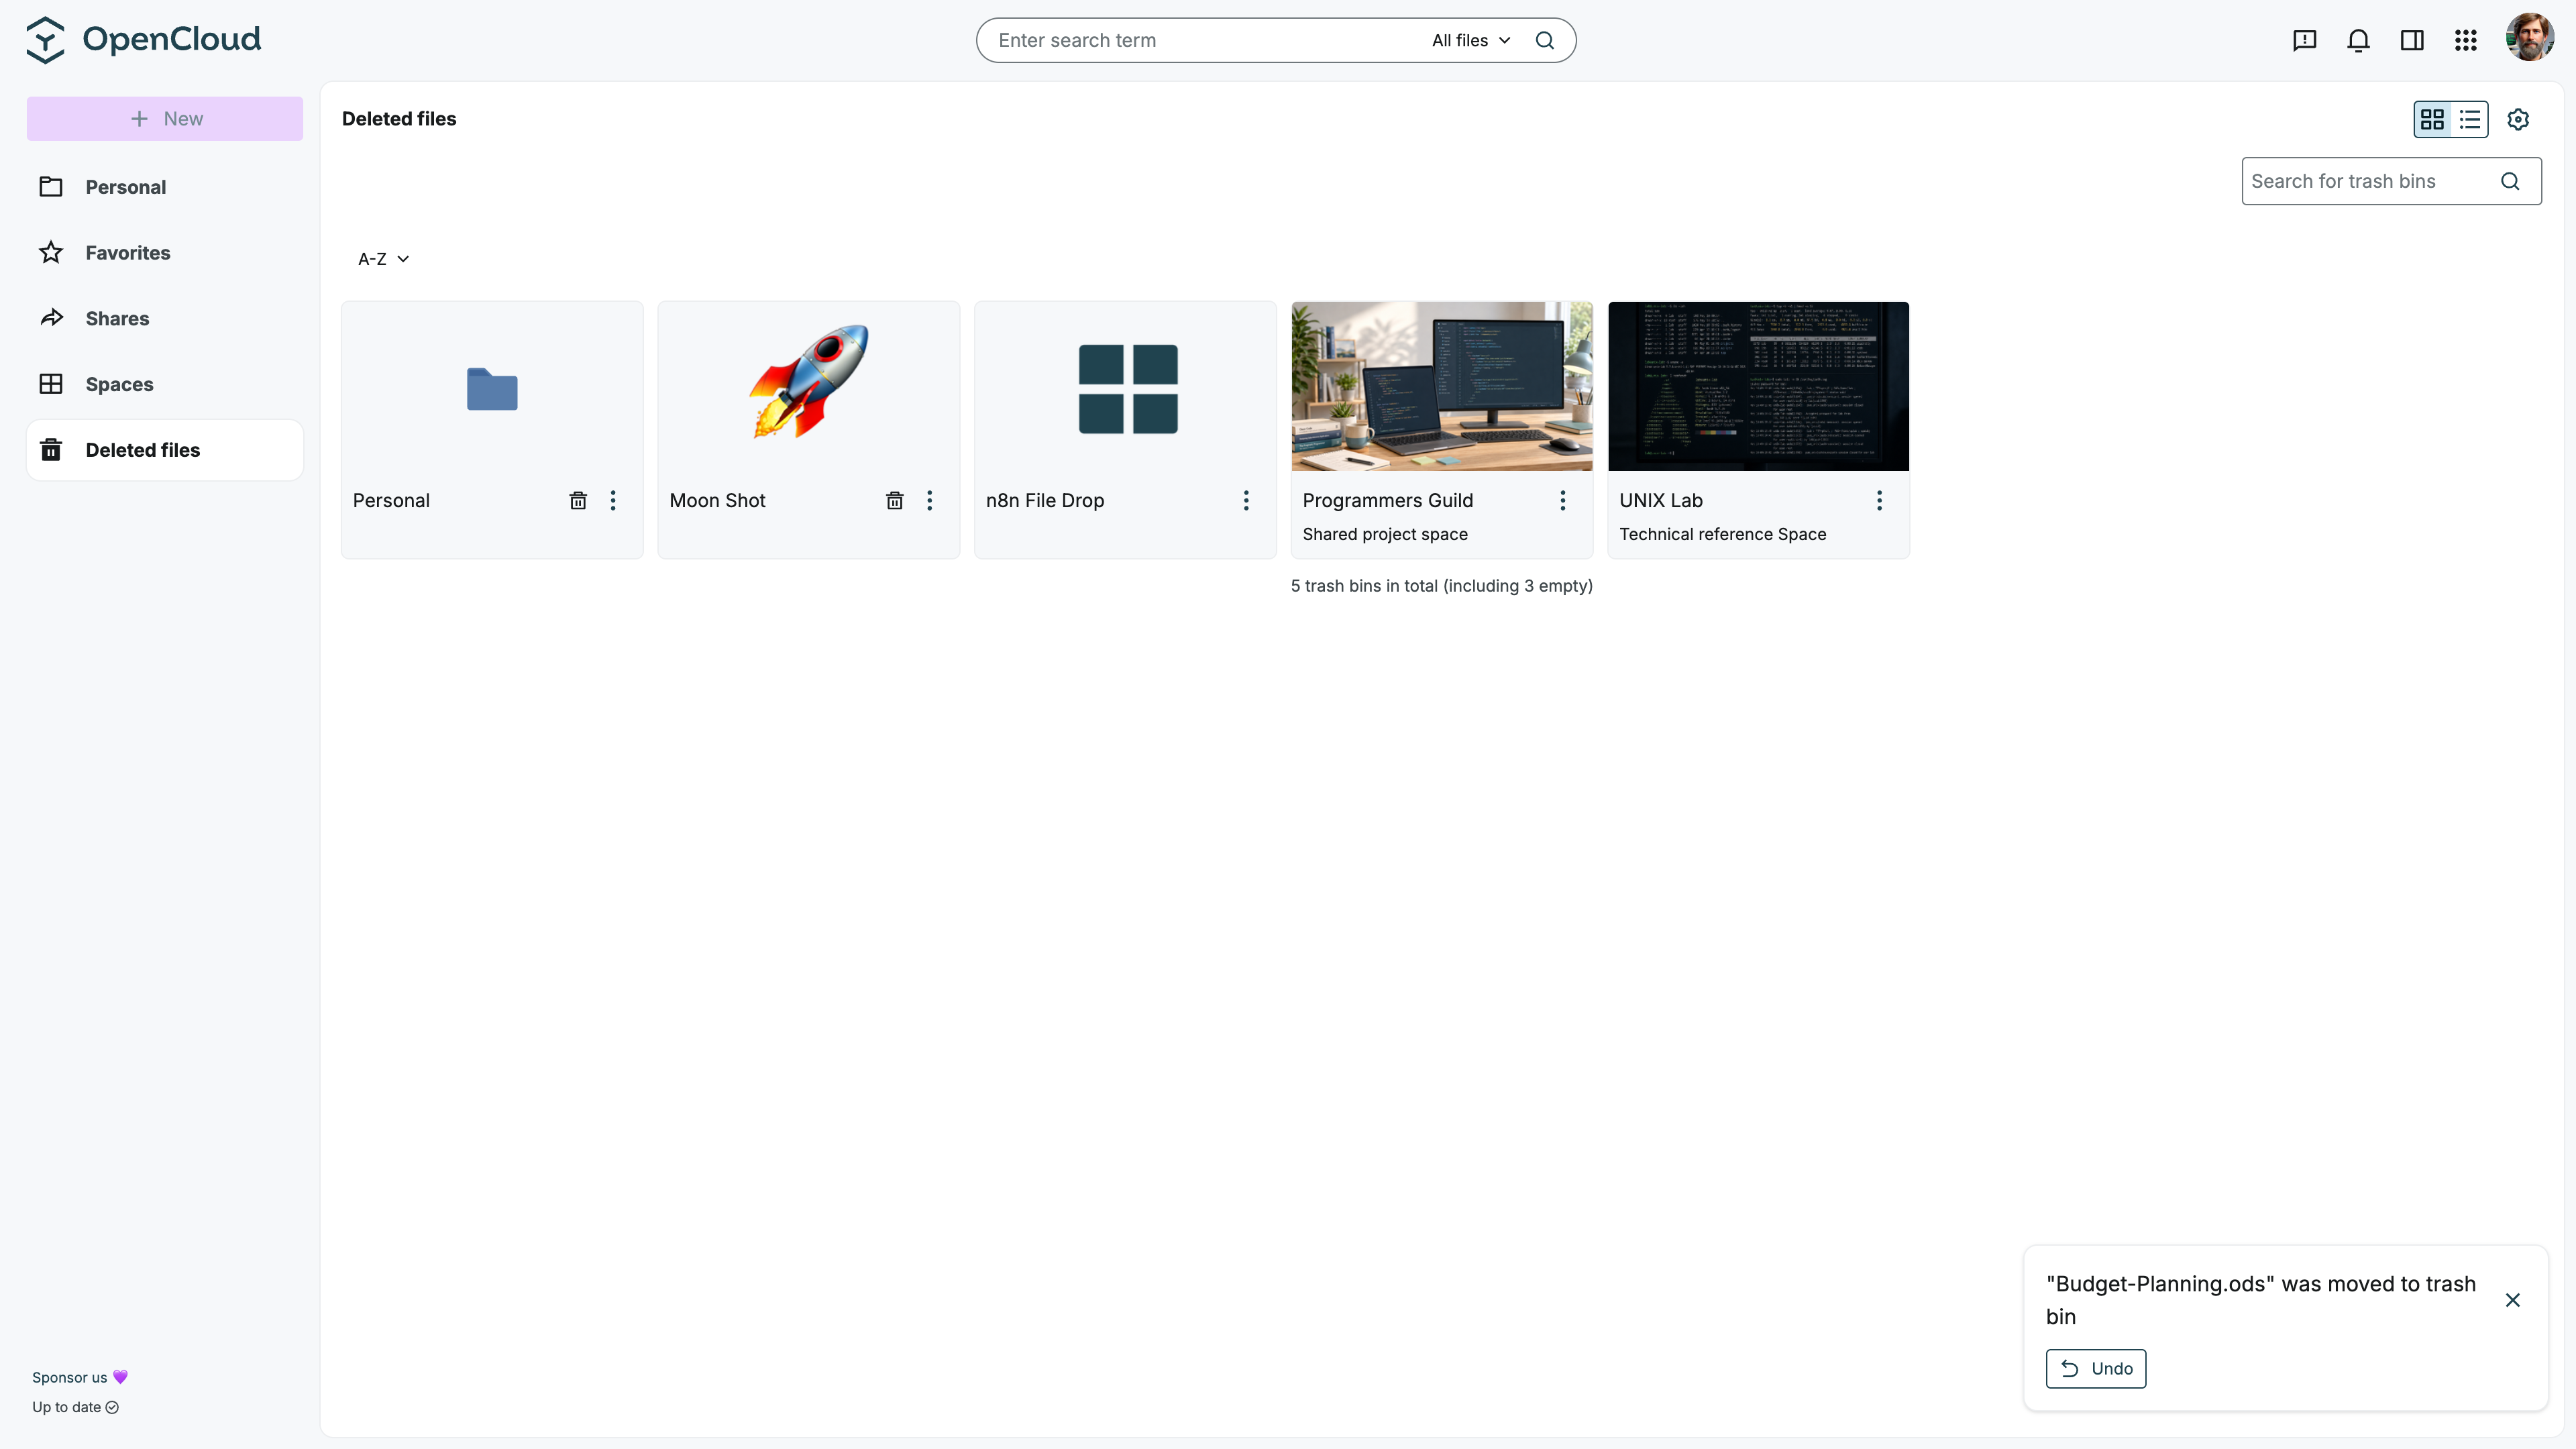 OpenCloud
Enter search term
All files
New
Personal
Favorites
Shares
Spaces
Deleted files
Deleted files
Search for trash bins
A-Z
Personal
Moon Shot
n8n File Drop
Programmers Guild
Shared project space
UNIX Lab
Technical reference Space
5 trash bins in total (including 3 empty)
"Budget-Planning.ods" was moved to trash
bin
Undo
Sponsor us 💜
Up to date